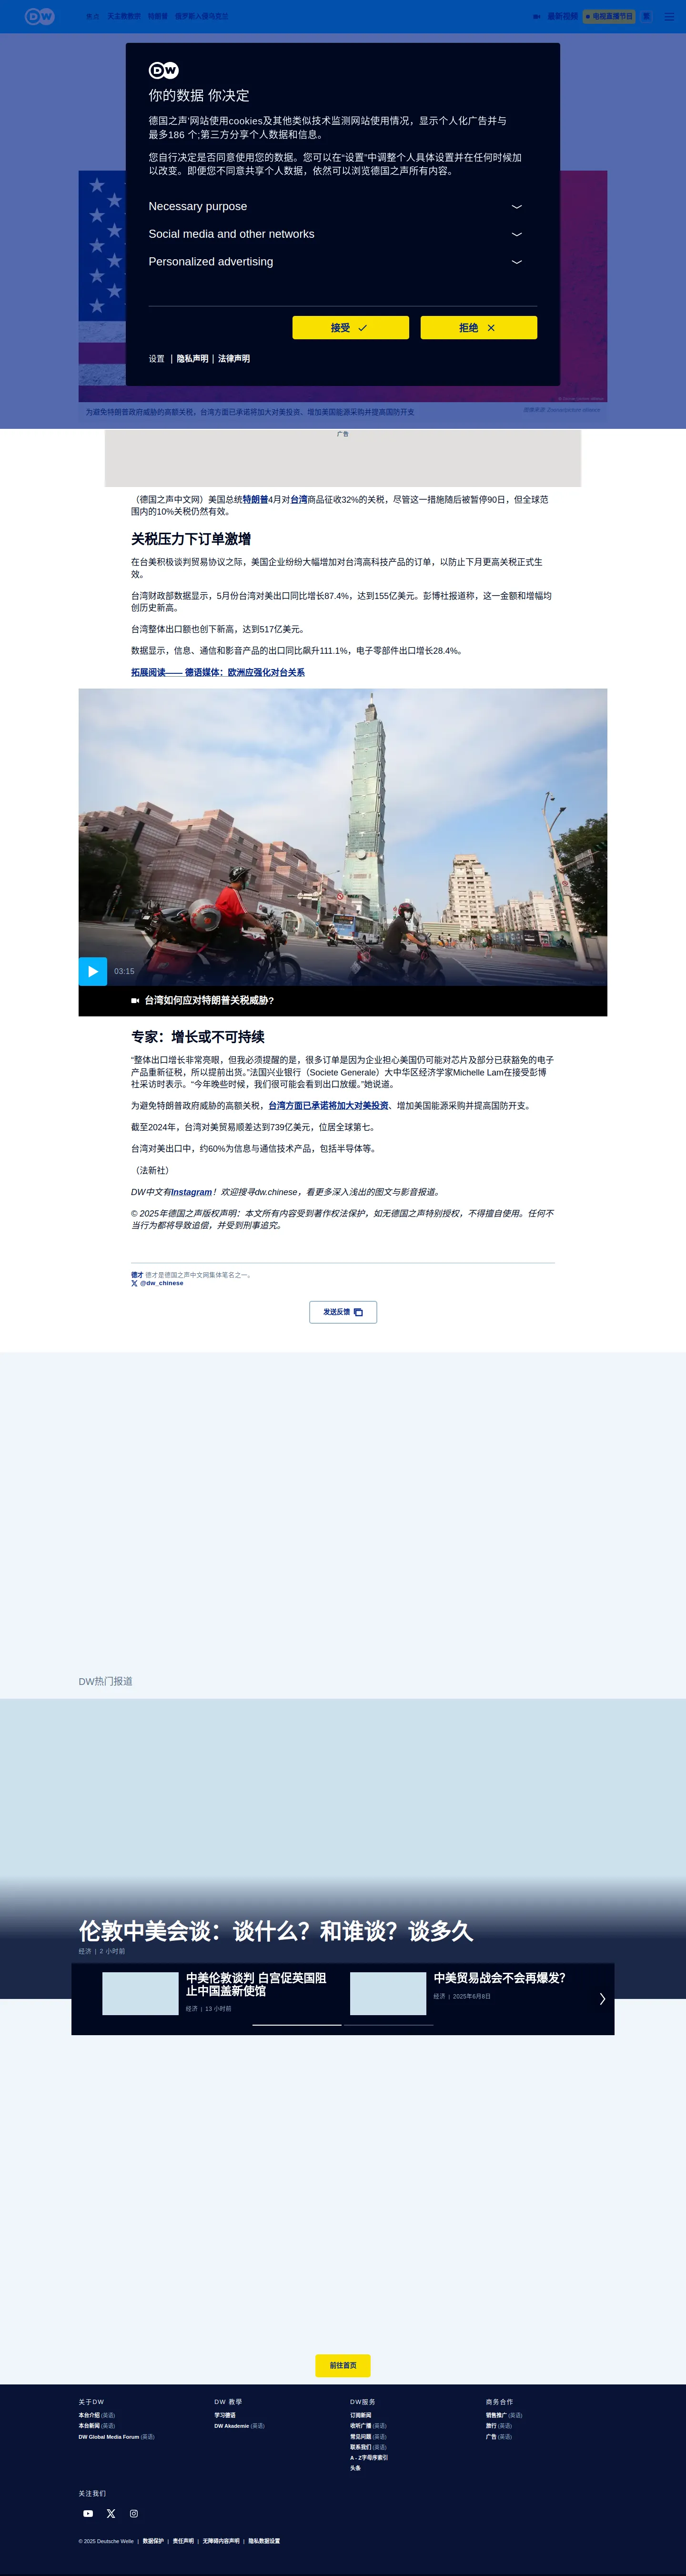 DW
焦点 天主教教宗 特朗普 俄罗斯入侵乌克兰
最新视频
电视直播节目
繁
DW
你的数据 你决定
德国之声'网站使用cookies及其他类似技术监测网站使用情况，显示个人化广告并与
最多186 个;第三方分享个人数据和信息。
您自行决定是否同意使用您的数据。您可以在“设置”中调整个人具体设置并在任何时候加
以改变。即便您不同意共享个人数据，依然可以浏览德国之声所有内容。
Necessary purpose
Social media and other networks
Personalized advertising
接受
拒绝
设置 | 隐私声明 | 法律声明
为避免特朗普政府威胁的高额关税，台湾方面已承诺将加大对美投资、增加美国能源采购并提高国防开支
广告
（德国之声中文网）美国总统特朗普4月对台湾商品征收32%的关税，尽管这一措施随后被暂停90日，但全球范
围内的10%关税仍然有效。
关税压力下订单激增
在台美积极谈判贸易协议之际，美国企业纷纷大幅增加对台湾高科技产品的订单，以防止下月更高关税正式生
效。
台湾财政部数据显示，5月份台湾对美出口同比增长87.4%，达到155亿美元。彭博社报道称，这一金额和增幅均
创历史新高。
台湾整体出口额也创下新高，达到517亿美元。
数据显示，信息、通信和影音产品的出口同比飙升111.1%，电子零部件出口增长28.4%。
拓展阅读—— 德语媒体：欧洲应强化对台关系
03:15
台湾如何应对特朗普关税威胁?
专家：增长或不可持续
“整体出口增长非常亮眼，但我必须提醒的是，很多订单是因为企业担心美国仍可能对芯片及部分已获豁免的电子
产品重新征税，所以提前出货。”法国兴业银行（Societe Generale）大中华区经济学家Michelle Lam在接受彭博
社采访时表示。“今年晚些时候，我们很可能会看到出口放缓。”她说道。
为避免特朗普政府威胁的高额关税，台湾方面已承诺将加大对美投资、增加美国能源采购并提高国防开支。
截至2024年，台湾对美贸易顺差达到739亿美元，位居全球第七。
台湾对美出口中，约60%为信息与通信技术产品，包括半导体等。
（法新社）
DW中文有Instagram！欢迎搜寻dw.chinese，看更多深入浅出的图文与影音报道。
© 2025年德国之声版权声明：本文所有内容受到著作权法保护，如无德国之声特别授权，不得擅自使用。任何不
当行为都将导致追偿，并受到刑事追究。
德才 德才是德国之声中文网集体笔名之一。
@dw_chinese
发送反馈
DW热门报道
伦敦中美会谈：谈什么？和谁谈？谈多久
经济 | 2 小时前
中美伦敦谈判 白宫促英国阻
止中国盖新使馆
经济 | 13 小时前
中美贸易战会不会再爆发？
经济 | 2025年6月8日
前往首页
关于DW
本台介绍 (英语)
本台新闻 (英语)
DW Global Media Forum (英语)
DW 教學
学习德语
DW Akademie (英语)
DW服务
订阅新闻
收听广播 (英语)
常见问题 (英语)
联系我们 (英语)
A - Z字母序索引
头条
商务合作
销售推广 (英语)
旅行 (英语)
广告 (英语)
关注我们
© 2025 Deutsche Welle | 数据保护 | 责任声明 | 无障碍内容声明 | 隐私数据设置